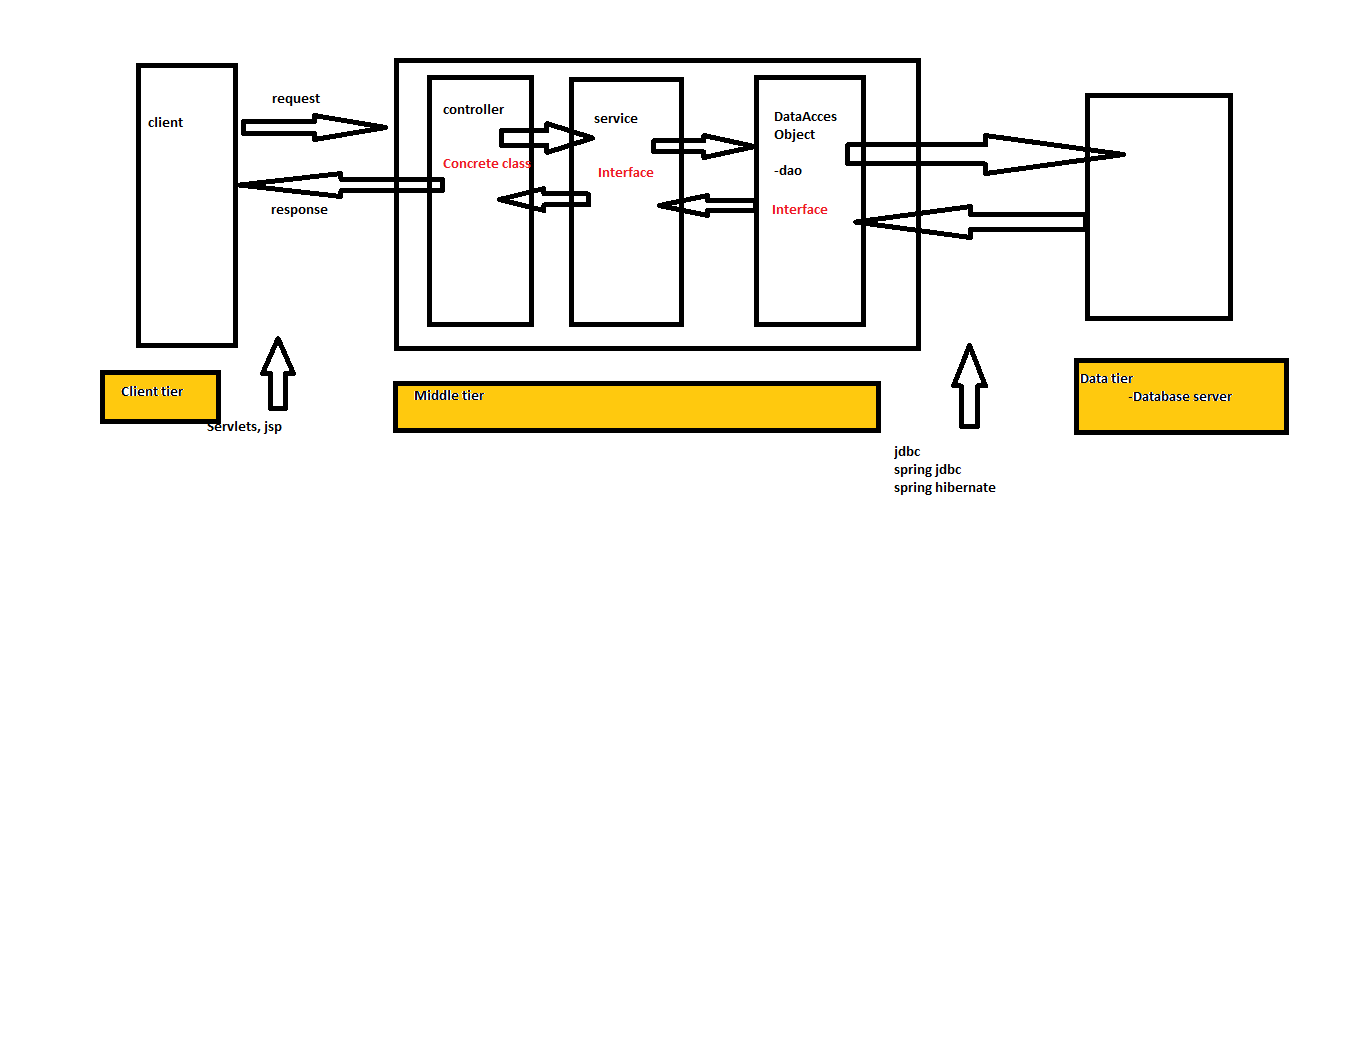 client
request
response
controller
Concrete class
service
Interface
DataAcces
Object
-dao
Interface
Client tier
Servlets, jsp
Middle tier
jdbc
spring jdbc
spring hibernate
Data tier
-Database server